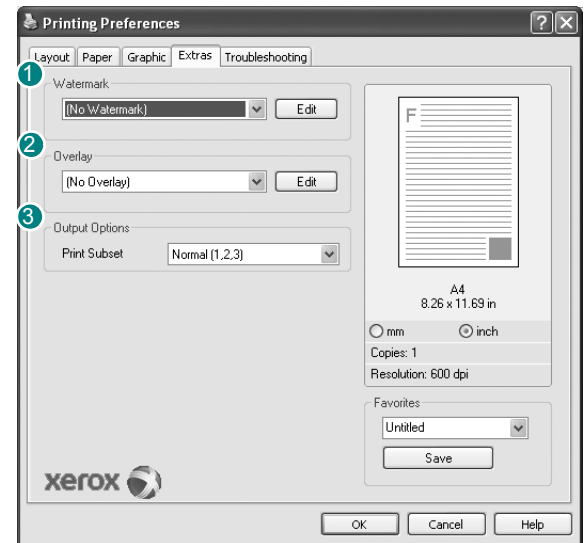 Printing Preferences
Layout Paper Graphic Extras Troubleshooting
1
Watermark
(No Watermark) Edit
2
Overlay
(No Overlay) Edit
3
Output Options
Print Subset Normal (1,2,3)
F
A4
8.26 x 11.69 in
mm inch
Copies: 1
Resolution: 600 dpi
Favorites
Untitled
Save
xerox
OK Cancel Help